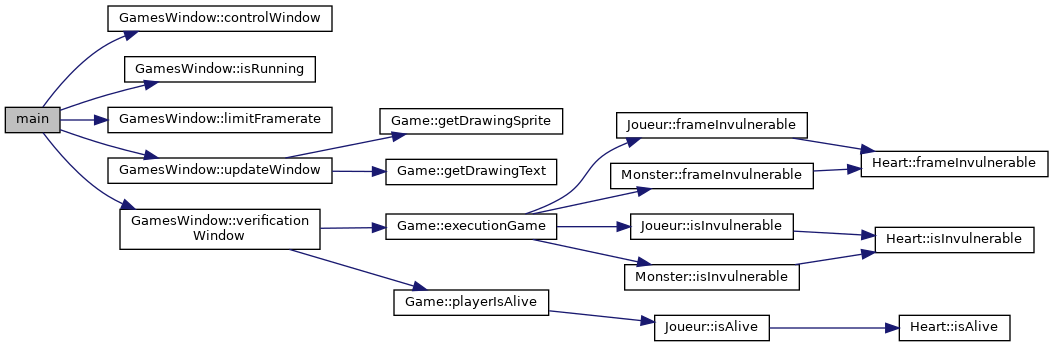 main
GamesWindow::controlWindow
GamesWindow::isRunning
GamesWindow::limitFramerate
GamesWindow::updateWindow
GamesWindow::verification
Window
Game::getDrawingSprite
Game::getDrawingText
Game::executionGame
Game::playerIsAlive
Joueur::frameInvulnerable
Monster::frameInvulnerable
Joueur::isInvulnerable
Monster::isInvulnerable
Joueur::isAlive
Heart::frameInvulnerable
Heart::isInvulnerable
Heart::isAlive